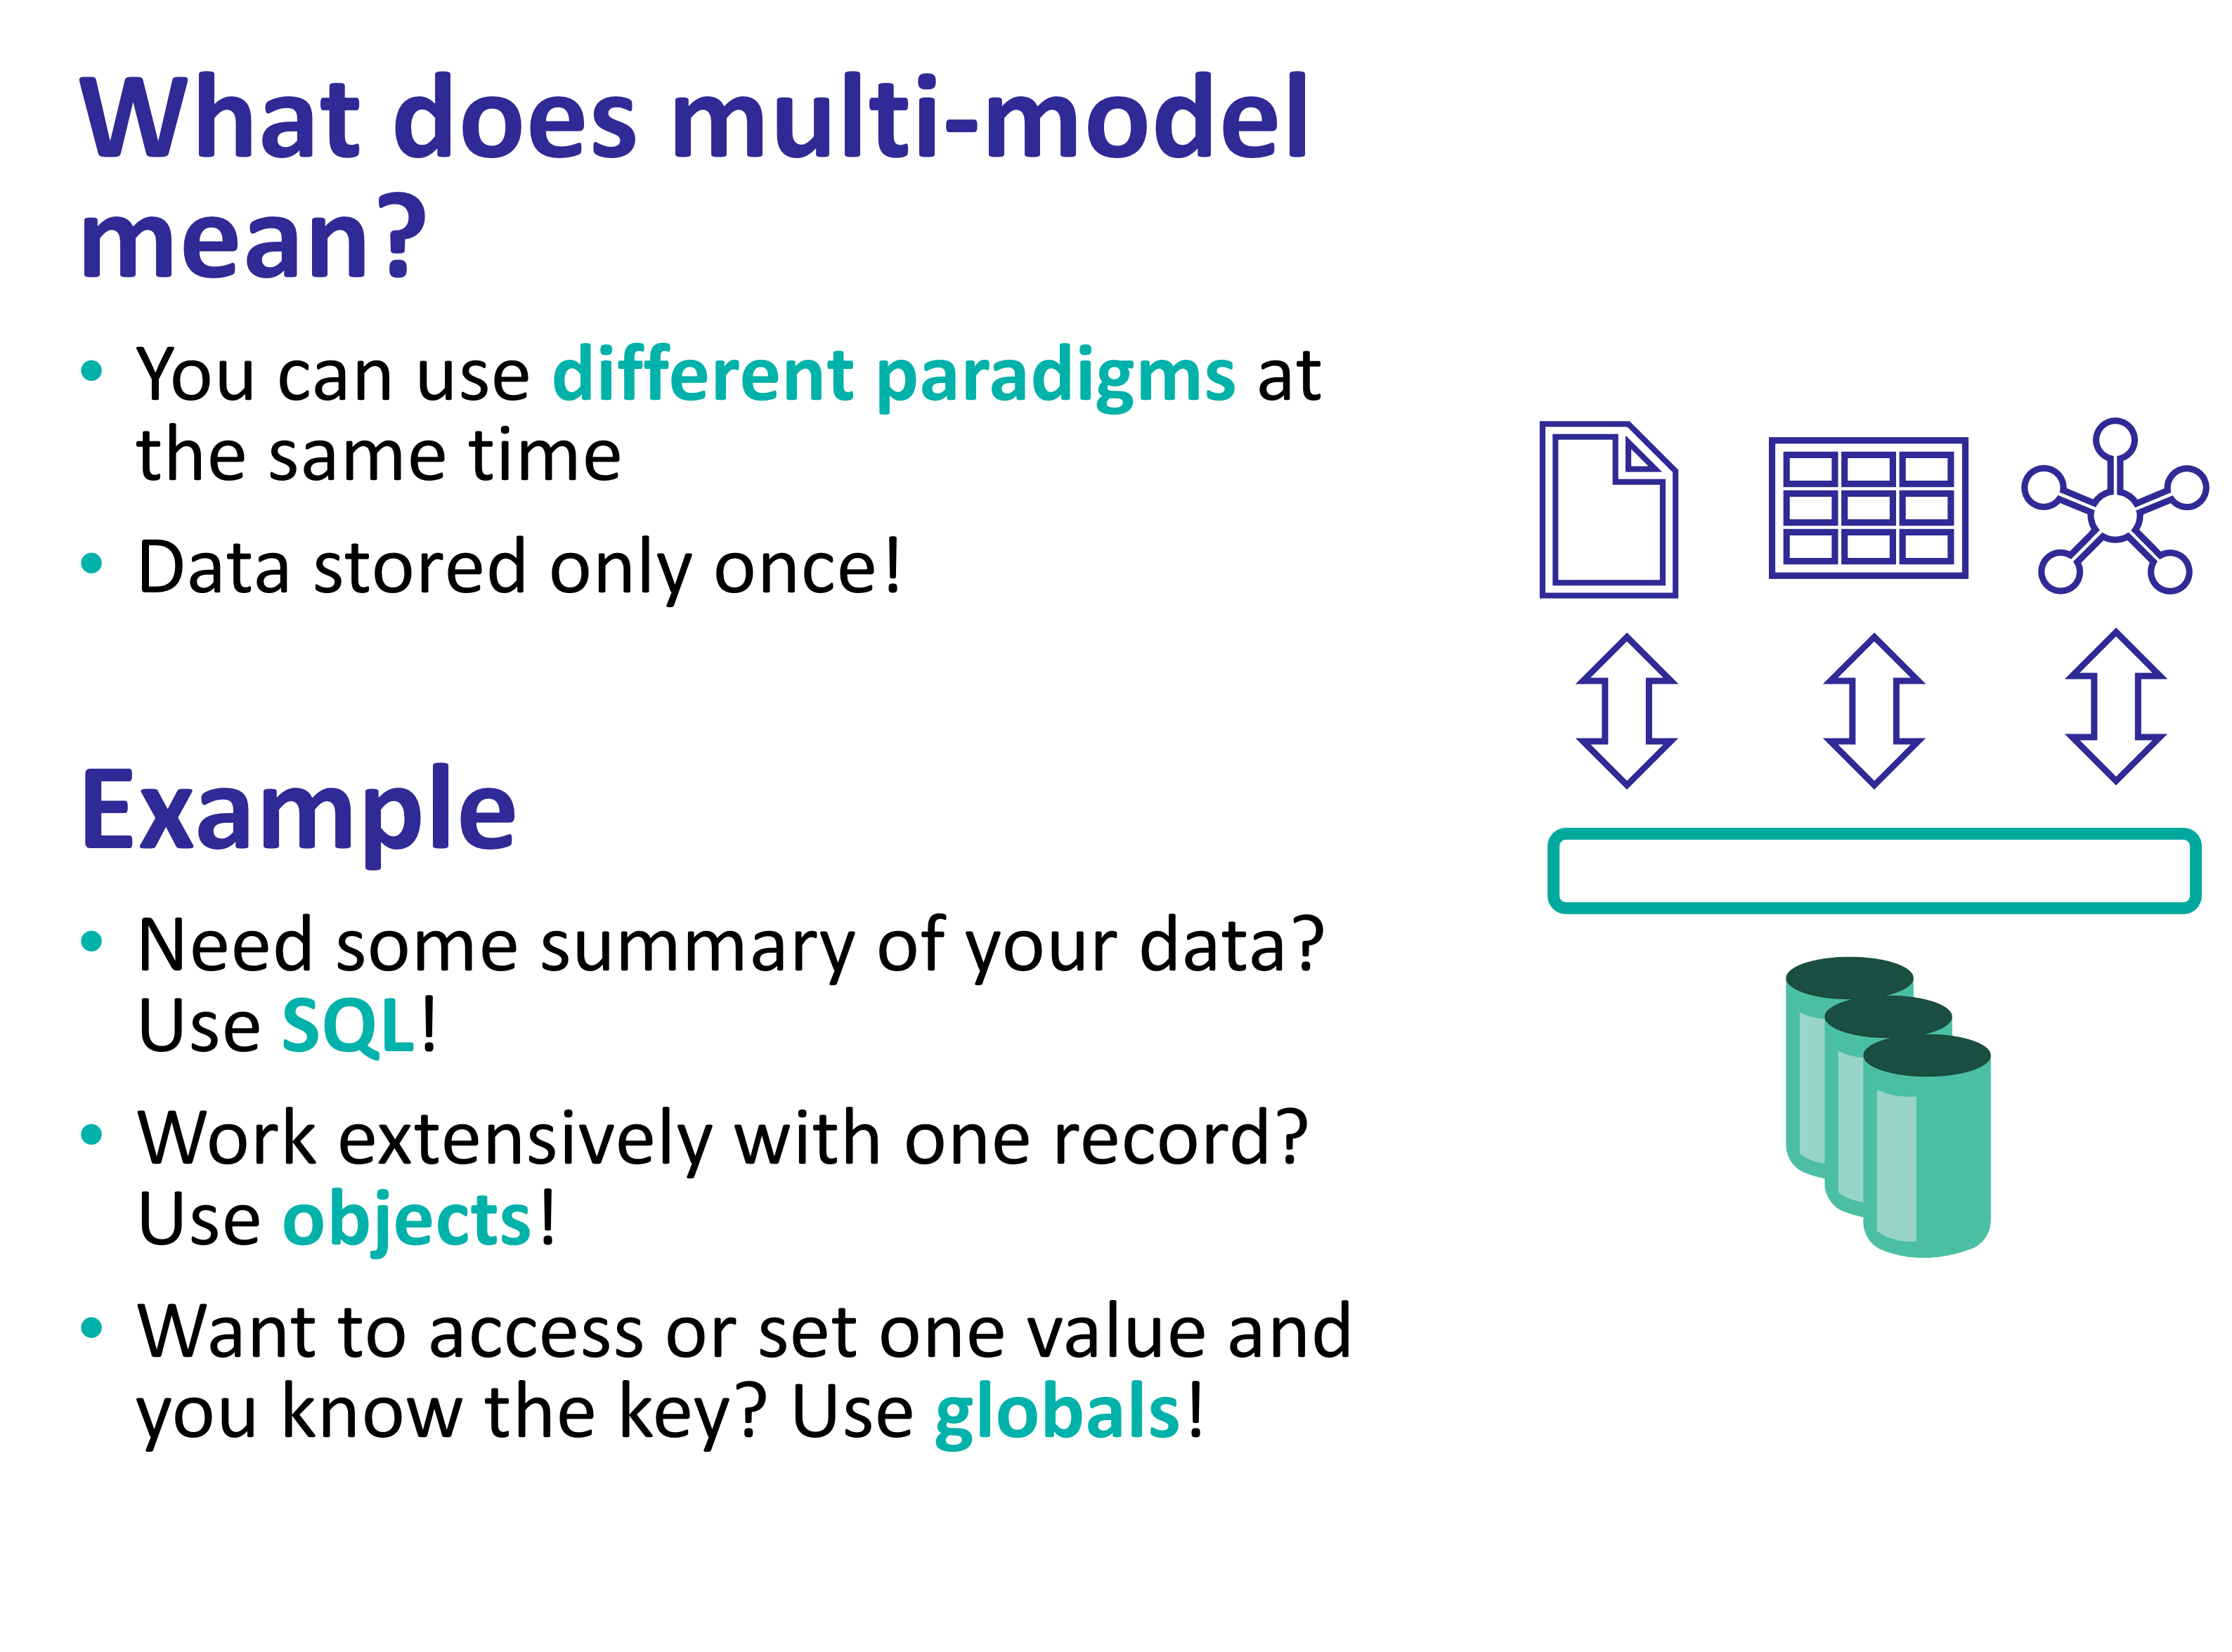 What does multi-model
mean?
• You can use different paradigms at
the same time
• Data stored only once!
Example
• Need some summary of your data?
Use SQL!
• Work extensively with one record?
Use objects!
• Want to access or set one value and
you know the key? Use globals!